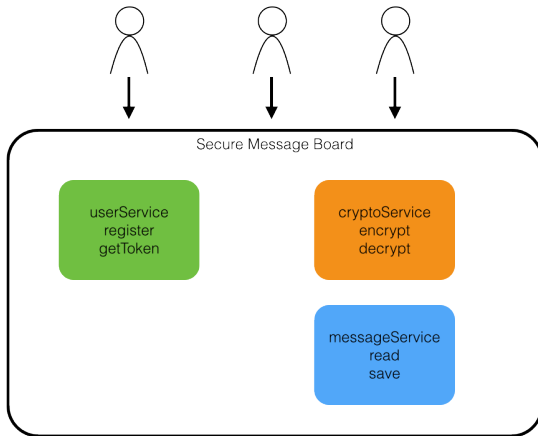 Secure Message Board
userService
register
getToken
cryptoService
encrypt
decrypt
messageService
read
save